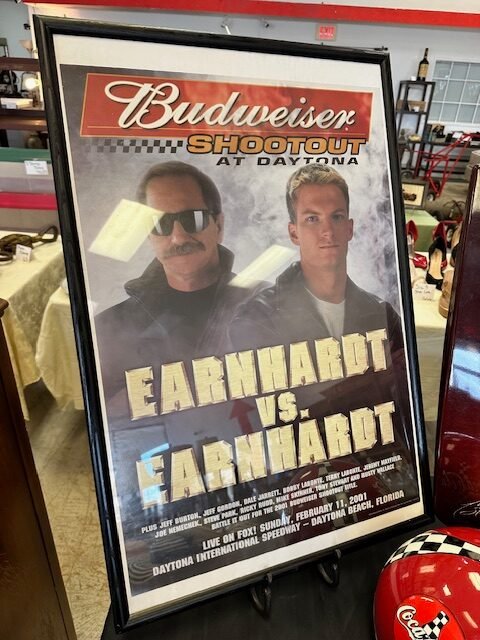 Budweiser
SHOOTOUT
AT DAYTONA
EARNHARDT
VS.
EARNHARDT
PLUS JEFF BURTON, JEFF GORDON, DALE JARRETT, BOBBY LABONTE, TERRY LABONTE, JEREMY MAYFIELD,
JOE NEMECHEK, STEVE PARK, RICKY RUDD, MIKE SKINNER, TONY STEWART AND RUSTY WALLACE
BATTLE IT OUT FOR THE 2001 BUDWEISER SHOOTOUT TITLE.
LIVE ON FOX! SUNDAY, FEBRUARY 11, 2001
DAYTONA INTERNATIONAL SPEEDWAY ~ DAYTONA BEACH, FLORIDA
EXIT
Coca